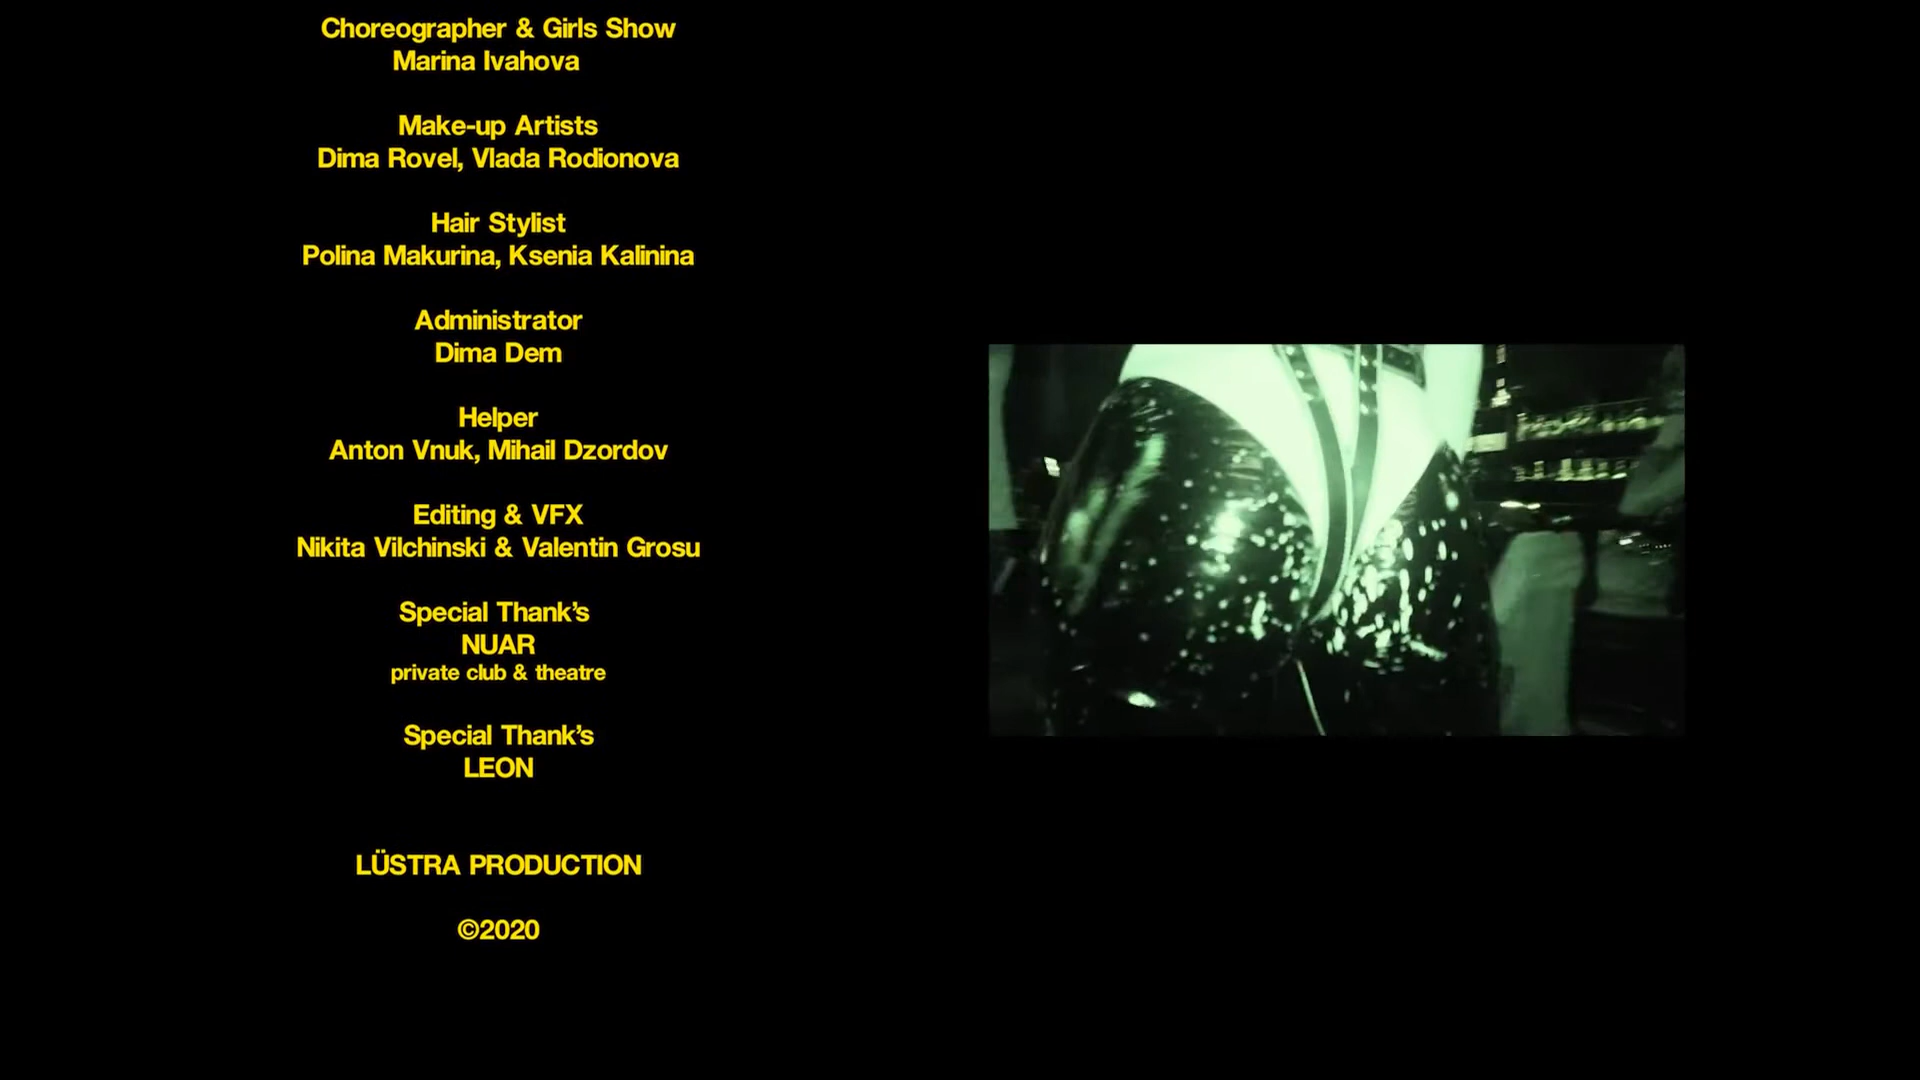 Choreographer & Girls Show
Marina Ivahova
Make-up Artists
Dima Rovel, Vlada Rodionova
Hair Stylist
Polina Makurina, Ksenia Kalinina
Administrator
Dima Dem
Helper
Anton Vnuk, Mihail Dzordov
Editing & VFX
Nikita Vilchinski & Valentin Grosu
Special Thank’s
NUAR
private club & theatre
Special Thank’s
LEON
LÜSTRA PRODUCTION
©2020